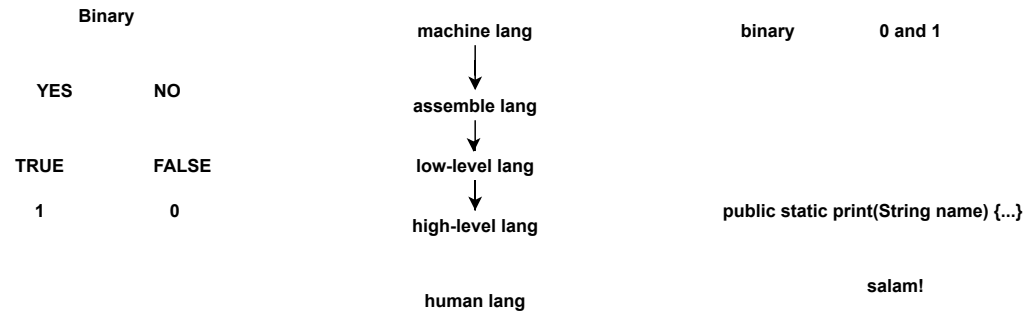 Binary
YES NO
TRUE FALSE
1 0
machine lang
assemble lang
low-level lang
high-level lang
human lang
binary 0 and 1
public static print(String name) {...}
salam!